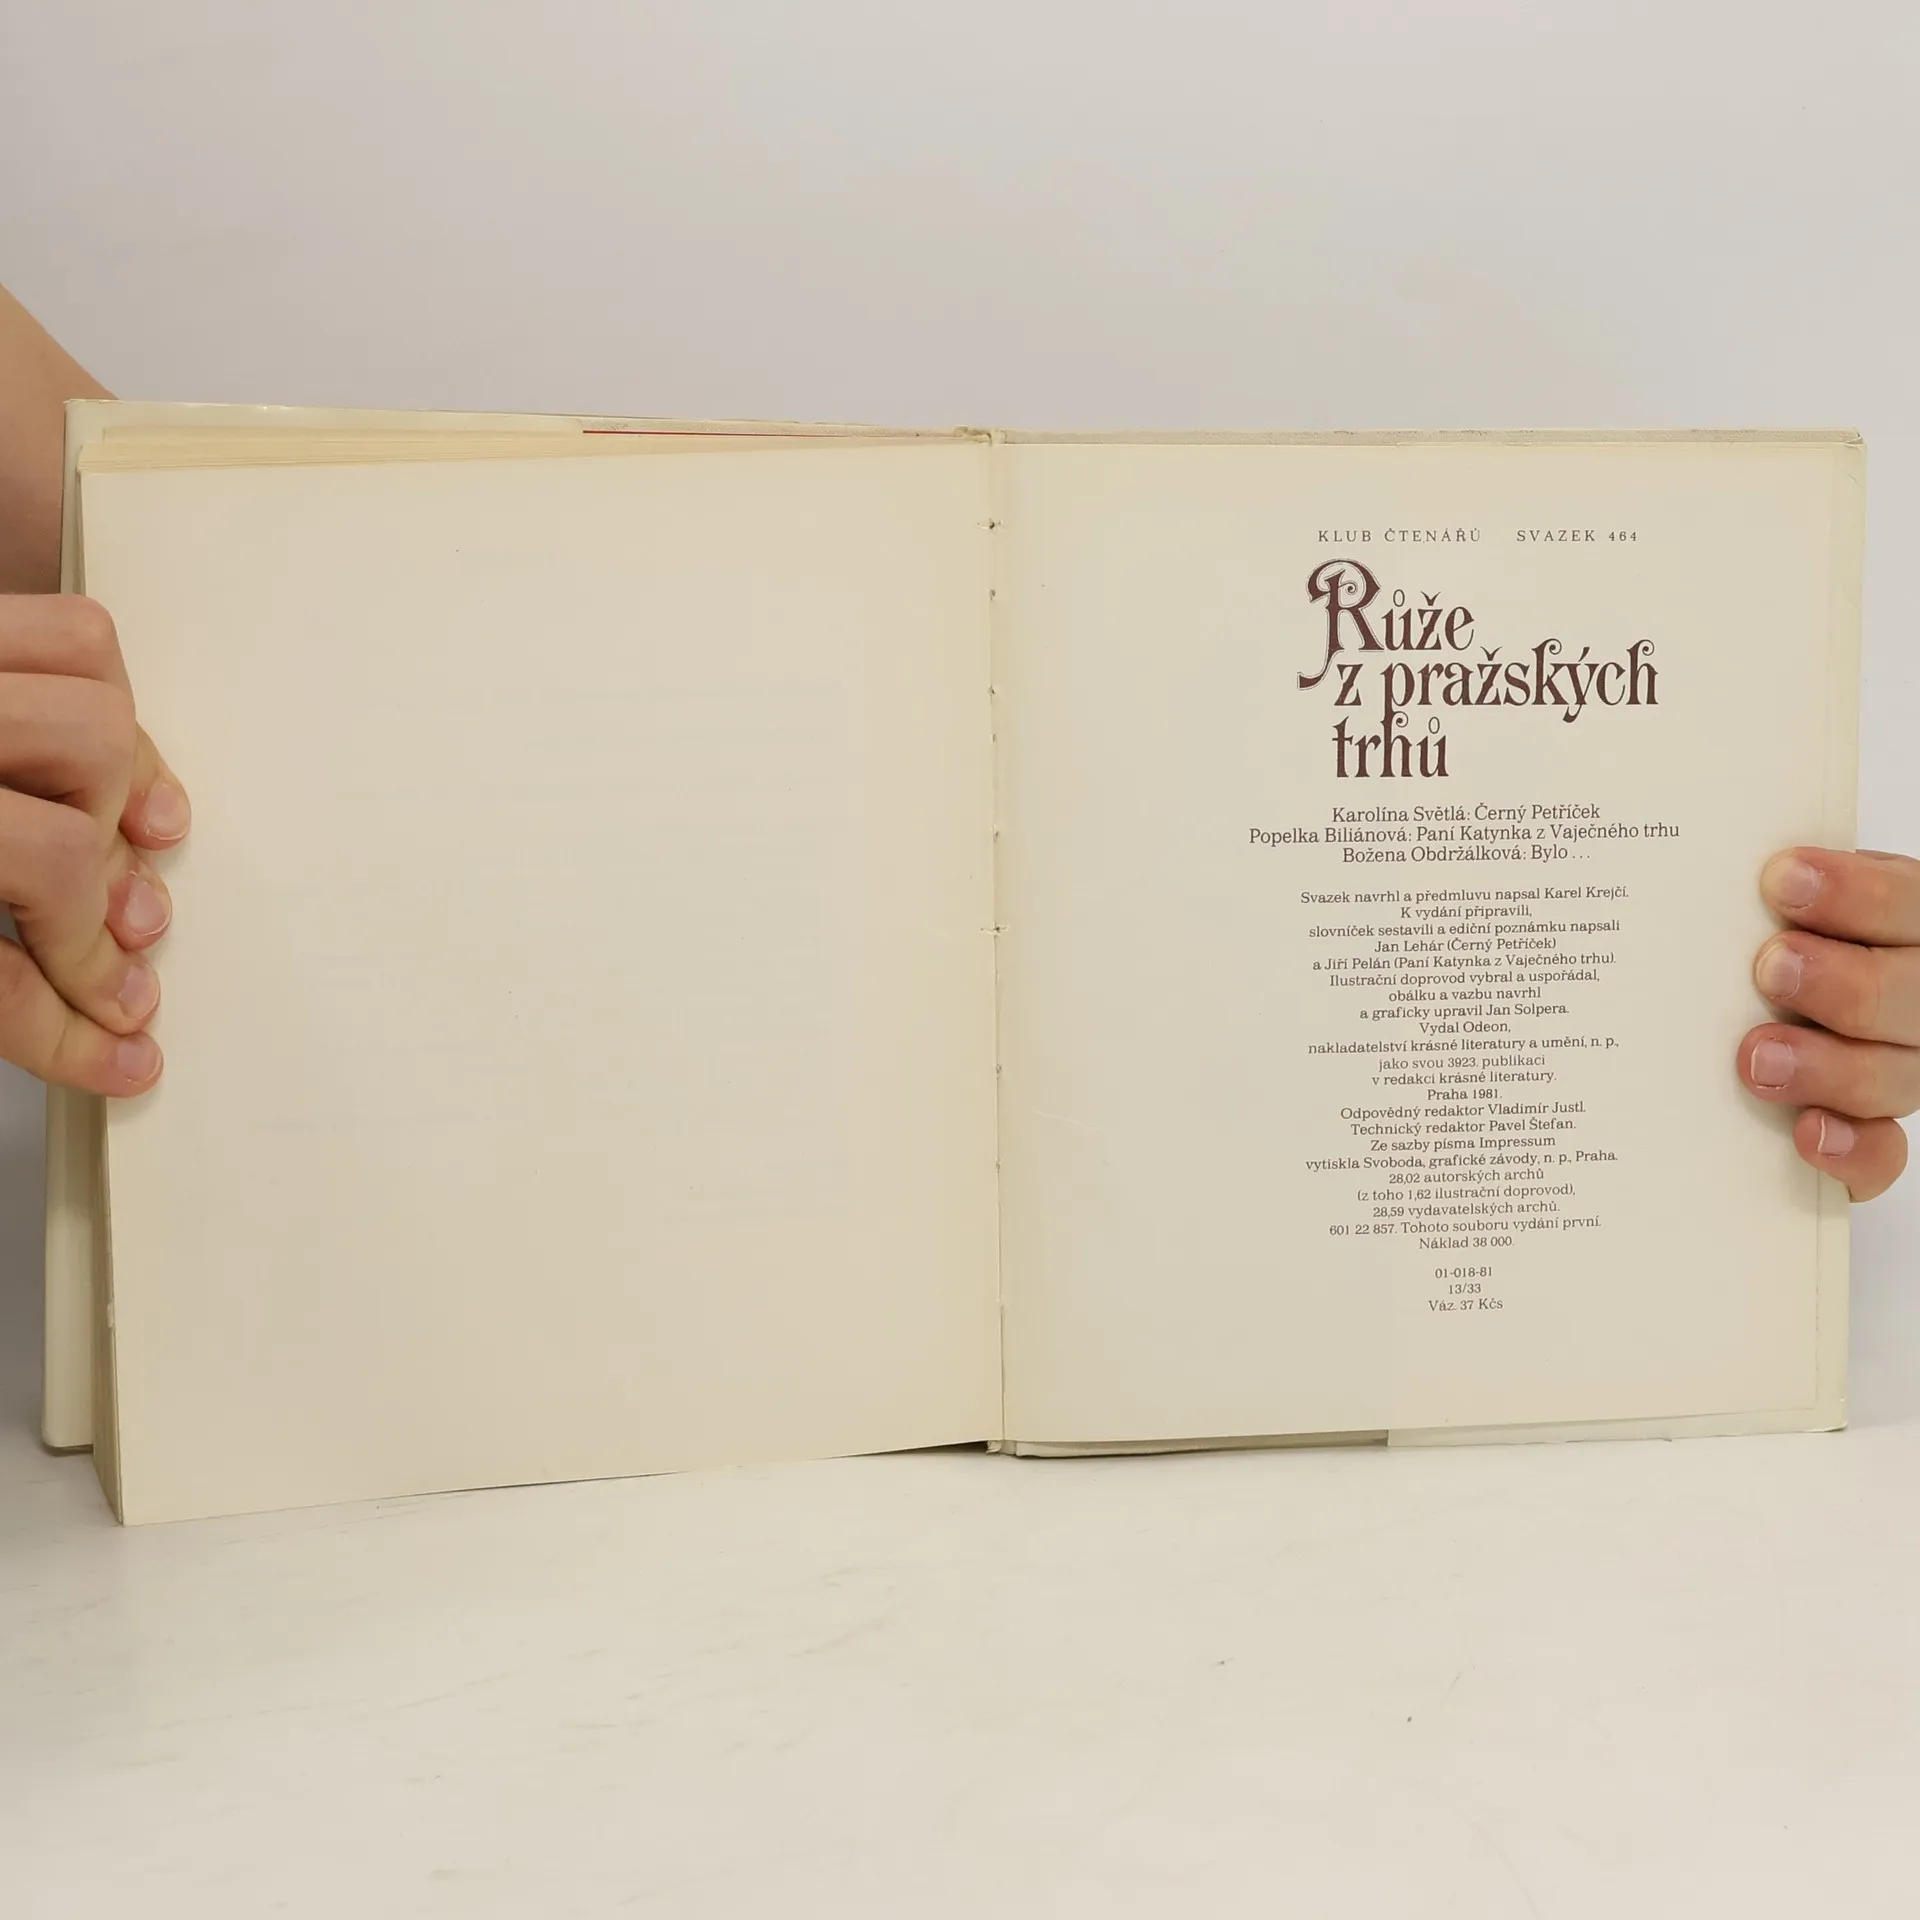 KLUB ČTENÁŘŮ SVAZEK 464
Růže
z pražských
trhů
Karolína Světlá: Černý Petříček
Popelka Biliánová: Paní Katynka z Vaječného trhu
Božena Obdržálková: Bylo...
Svazek navrhl a předmluvu napsal Karel Krejčí.
K vydání připravili,
slovníček sestavili a ediční poznámku napsali
Jan Lehár (Černý Petříček)
a Jiří Pelán (Paní Katynka z Vaječného trhu).
Ilustrační doprovod vybral a uspořádal,
obálku a vazbu navrhl
a graficky upravil Jan Solpera.
Vydal Odeon,
nakladatelství krásné literatury a umění, n. p.,
jako svou 3923. publikaci
v redakci krásné literatury.
Praha 1981.
Odpovědný redaktor Vladimír Justl.
Technický redaktor Pavel Štefan.
Ze sazby písma Impressum
vytiskla Svoboda, grafické závody, n. p., Praha.
28,02 autorských archů
(z toho 1,62 ilustrační doprovod),
28,59 vydavatelských archů.
601 22 857. Tohoto souboru vydání první.
Náklad 38 000.
01-018-81
13/33
Váz. 37 Kčs